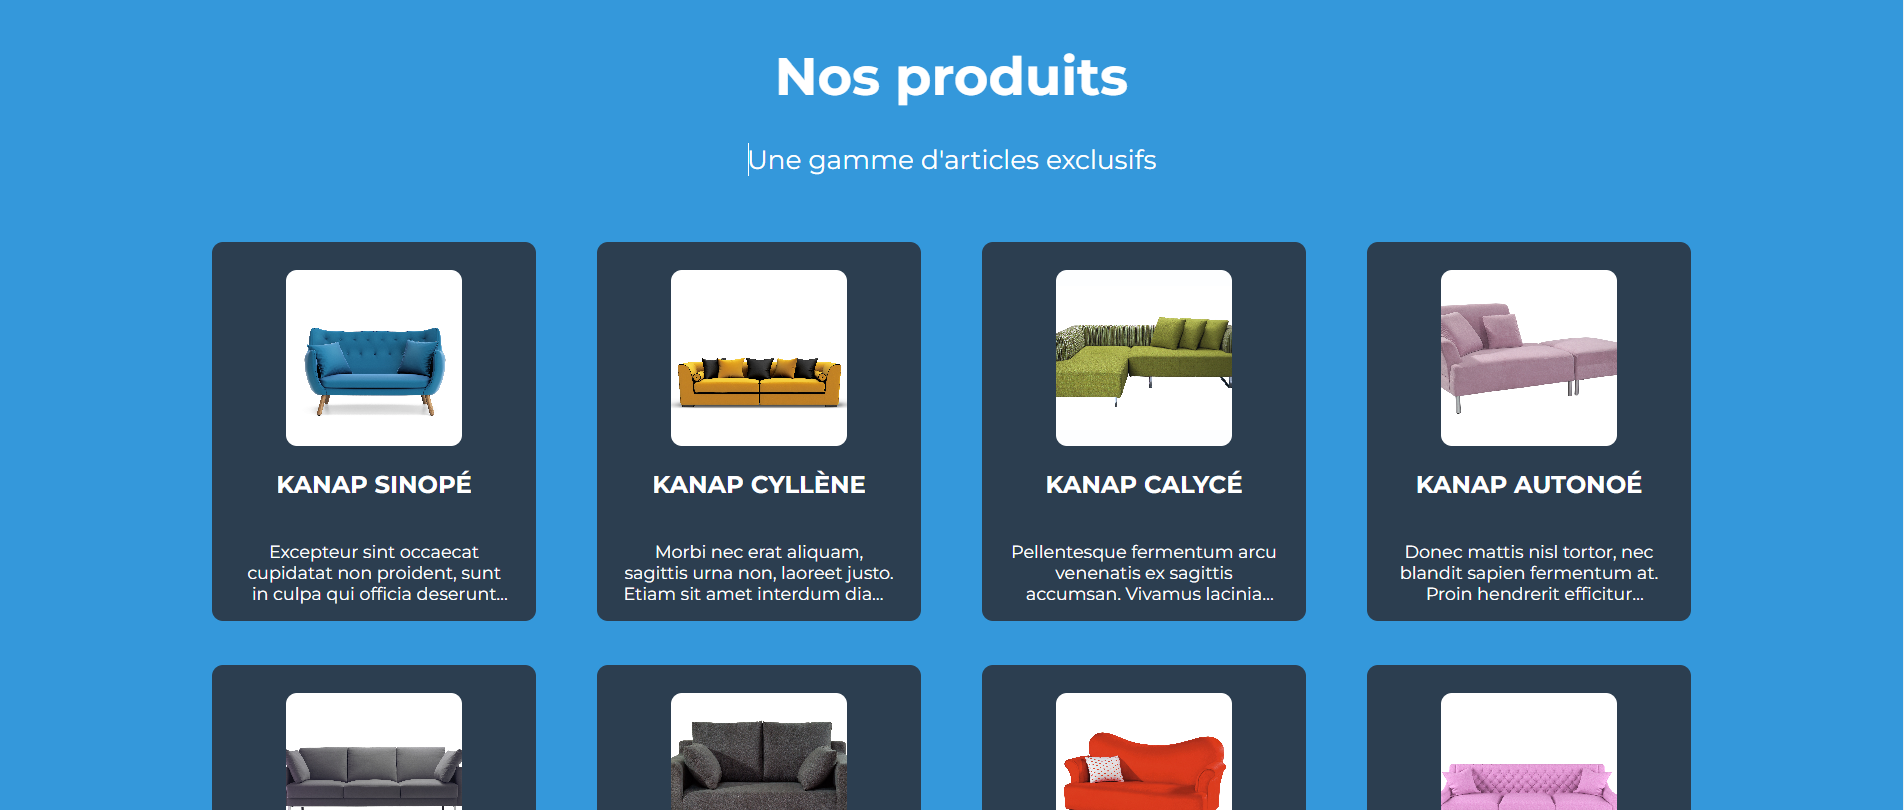 Nos produits
Une gamme d'articles exclusifs
KANAP SINOPÉ
Excepteur sint occaecat
cupidatat non proident, sunt
in culpa qui officia deserunt...
KANAP CYLLÈNE
Morbi nec erat aliquam,
sagittis urna non, laoreet justo.
Etiam sit amet interdum dia...
KANAP CALYCÉ
Pellentesque fermentum arcu
venenatis ex sagittis
accumsan. Vivamus lacinia...
KANAP AUTONOÉ
Donec mattis nisl tortor, nec
blandit sapien fermentum at.
Proin hendrerit efficitur...